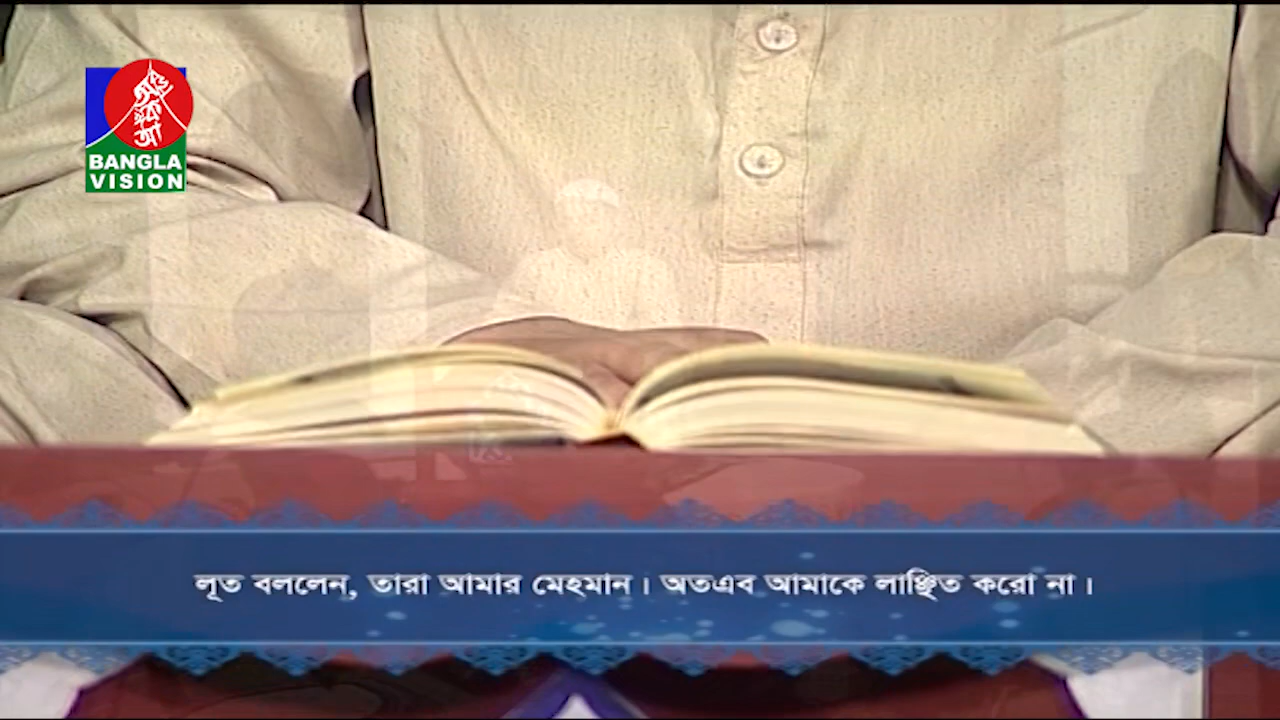 BANGLA
VISION
লূত বললেন, তারা আমার মেহমান। অতএব আমাকে লাঞ্ছিত করো না।